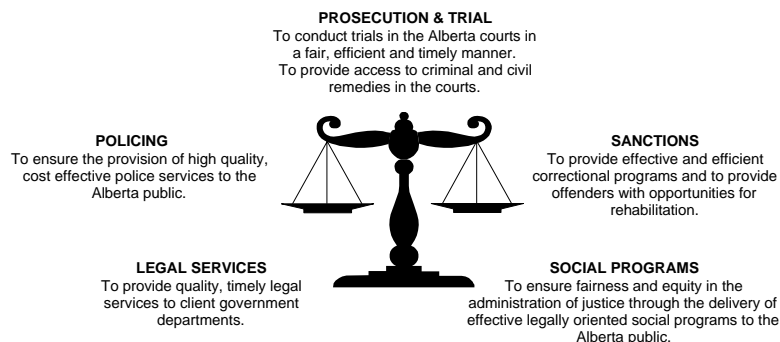 PROSECUTION & TRIAL
To conduct trials in the Alberta courts in
a fair, efficient and timely manner.
To provide access to criminal and civil
remedies in the courts.
POLICING
To ensure the provision of high quality,
cost effective police services to the
Alberta public.
SANCTIONS
To provide effective and efficient
correctional programs and to provide
offenders with opportunities for
rehabilitation.
LEGAL SERVICES
To provide quality, timely legal
services to client government
departments.
SOCIAL PROGRAMS
To ensure fairness and equity in the
administration of justice through the delivery of
effective legally oriented social programs to the
Alberta public.